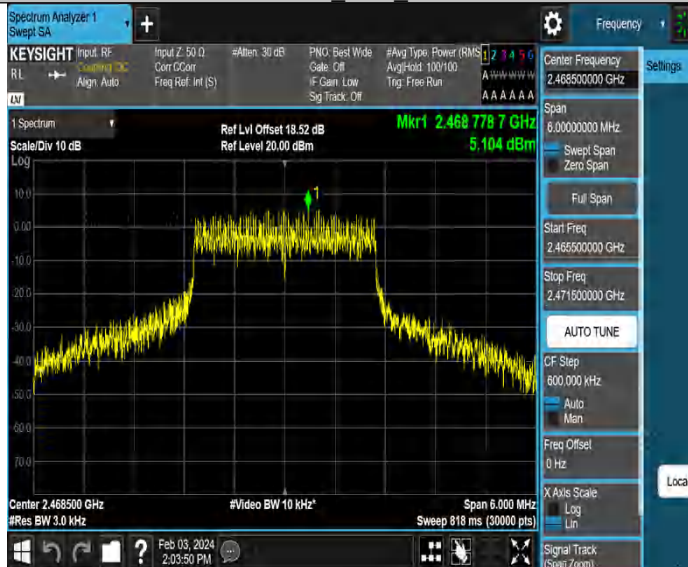 Spectrum Analyzer 1
Swept SA
+
Frequency
KEYSIGHT
RL
Input: RF
Coupling: DC
Align: Auto
Input Z: 50 Ω
Corr CCorr
Freq Ref: Int (S)
#Atten: 30 dB
PNO: Best Wide
Gate: Off
IF Gain: Low
Sig Track: Off
#Avg Type: Power (RMS
Avg|Hold: 100/100
Trig: Free Run
1 2 3 4 5 6
A W W W W W
A A A A A A
Center Frequency
2.468500000 GHz
Settings
Span
6.00000000 MHz
Swept Span
Zero Span
Full Span
Start Freq
2.465500000 GHz
Stop Freq
2.471500000 GHz
AUTO TUNE
CF Step
600.000 kHz
Auto
Man
Freq Offset
0 Hz
X Axis Scale
Log
Lin
Local
Signal Track
(Span Zoom)
1 Spectrum
Scale/Div 10 dB
Log
Ref Lvl Offset 18.52 dB
Ref Level 20.00 dBm
Mkr1 2.468 778 7 GHz
5.104 dBm
1
10.0
0.00
-10.0
-20.0
-30.0
-40.0
-50.0
-60.0
-70.0
Center 2.468500 GHz
#Res BW 3.0 kHz
#Video BW 10 kHz*
Span 6.000 MHz
Sweep 818 ms (30000 pts)
?
Feb 03, 2024
2:03:50 PM